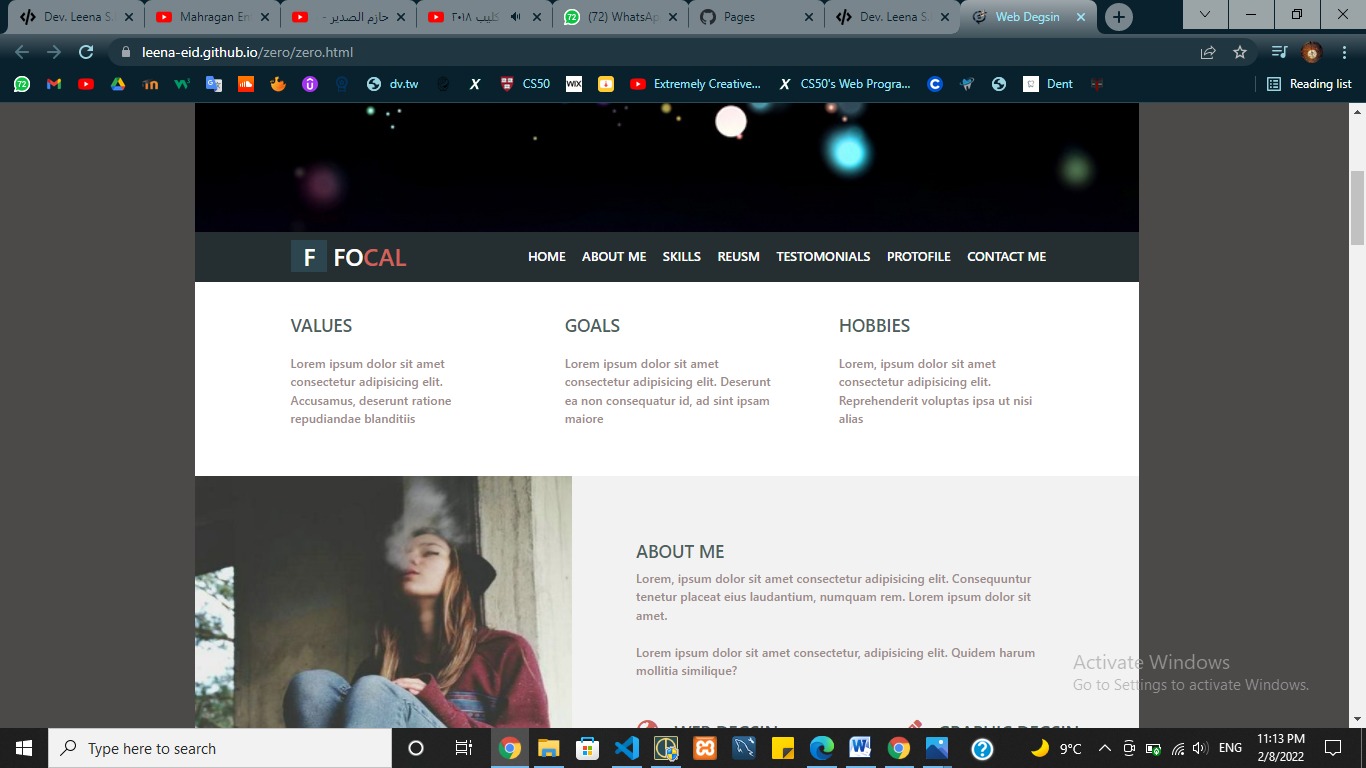 Dev. Leena S.
Mahragan En
حازم الصدير -
كليب ٢٠١٨
(72) WhatsAp
Pages
Dev. Leena S.
Web Degsin
leena-eid.github.io/zero/zero.html
72
dv.tw
X
CS50
WIX
Extremely Creative...
X
CS50's Web Progra...
C
Dent
Reading list
F FOCAL
HOME ABOUT ME SKILLS REUSM TESTOMONIALS PROTOFILE CONTACT ME
VALUES
Lorem ipsum dolor sit amet
consectetur adipisicing elit.
Accusamus, deserunt ratione
repudiandae blanditiis
GOALS
Lorem ipsum dolor sit amet
consectetur adipisicing elit. Deserunt
ea non consequatur id, ad sint ipsam
maiore
HOBBIES
Lorem, ipsum dolor sit amet
consectetur adipisicing elit.
Reprehenderit voluptas ipsa ut nisi
alias
ABOUT ME
Lorem, ipsum dolor sit amet consectetur adipisicing elit. Consequuntur
tenetur placeat eius laudantium, numquam rem. Lorem ipsum dolor sit
amet.
Lorem ipsum dolor sit amet consectetur, adipisicing elit. Quidem harum
mollitia similique?
WEB DEGSIN
GRAPHIC DEGSIN
Activate Windows
Go to Settings to activate Windows.
Type here to search
9°C
ENG
11:13 PM
2/8/2022